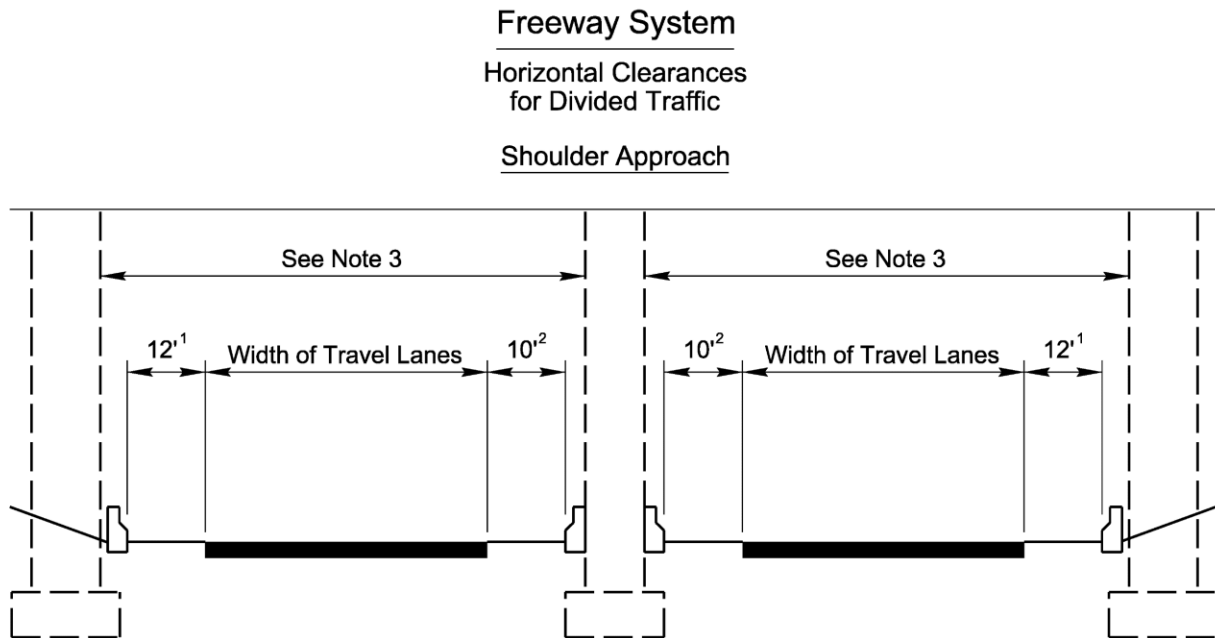 Freeway System
Horizontal Clearances
for Divided Traffic
Shoulder Approach
See Note 3 See Note 3
12'¹ Width of Travel Lanes 10'² 10'² Width of Travel Lanes 12'¹